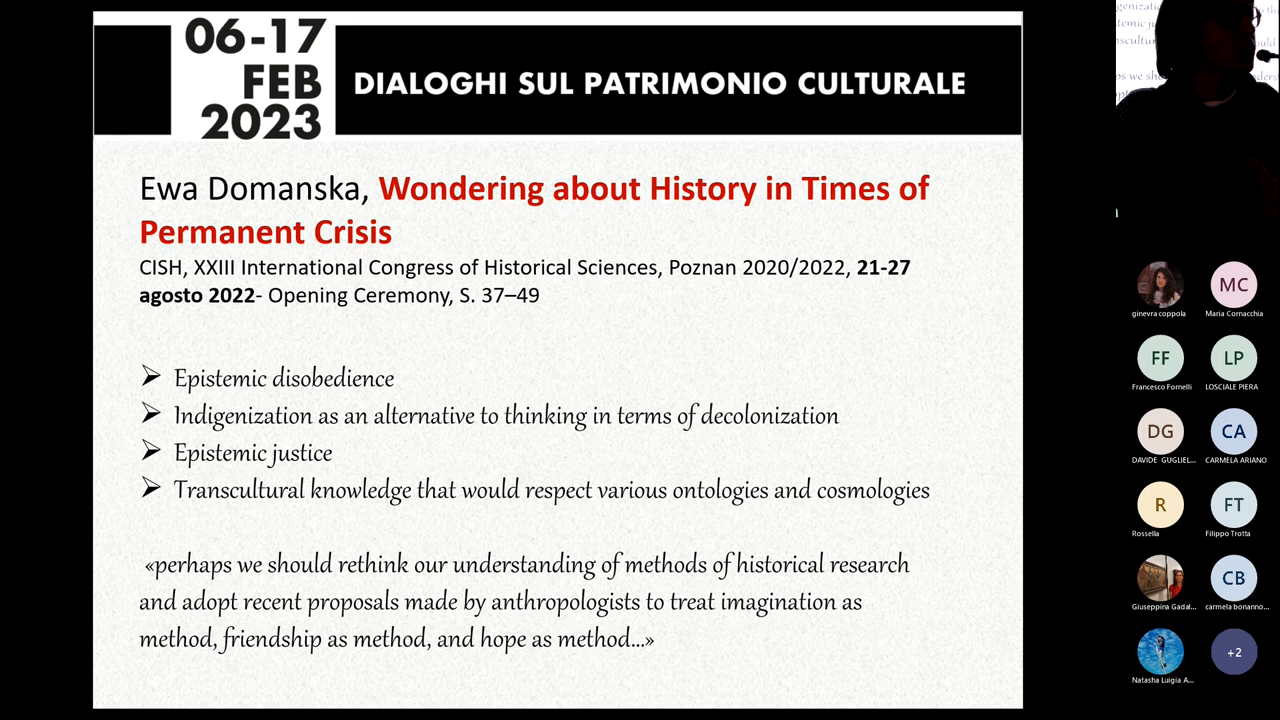 06-17
FEB
2023
DIALOGHI SUL PATRIMONIO CULTURALE
Ewa Domanska, Wondering about History in Times of
Permanent Crisis
CISH, XXIII International Congress of Historical Sciences, Poznan 2020/2022, 21-27
agosto 2022- Opening Ceremony, S. 37–49
➢ Epistemic disobedience
➢ Indigenization as an alternative to thinking in terms of decolonization
➢ Epistemic justice
➢ Transcultural knowledge that would respect various ontologies and cosmologies
«perhaps we should rethink our understanding of methods of historical research
and adopt recent proposals made by anthropologists to treat imagination as
method, friendship as method, and hope as method...»
MC
ginevra coppola
Maria Cornacchia
FF
LP
Francesco Fornelli
LOSCIALE PIERA
DG
CA
DAVIDE GUGLIEL...
CARMELA ARIANO
R
FT
Rossella
Filippo Trotta
CB
Giuseppina Gadal...
carmela bonanno...
+2
Natasha Luigia A...